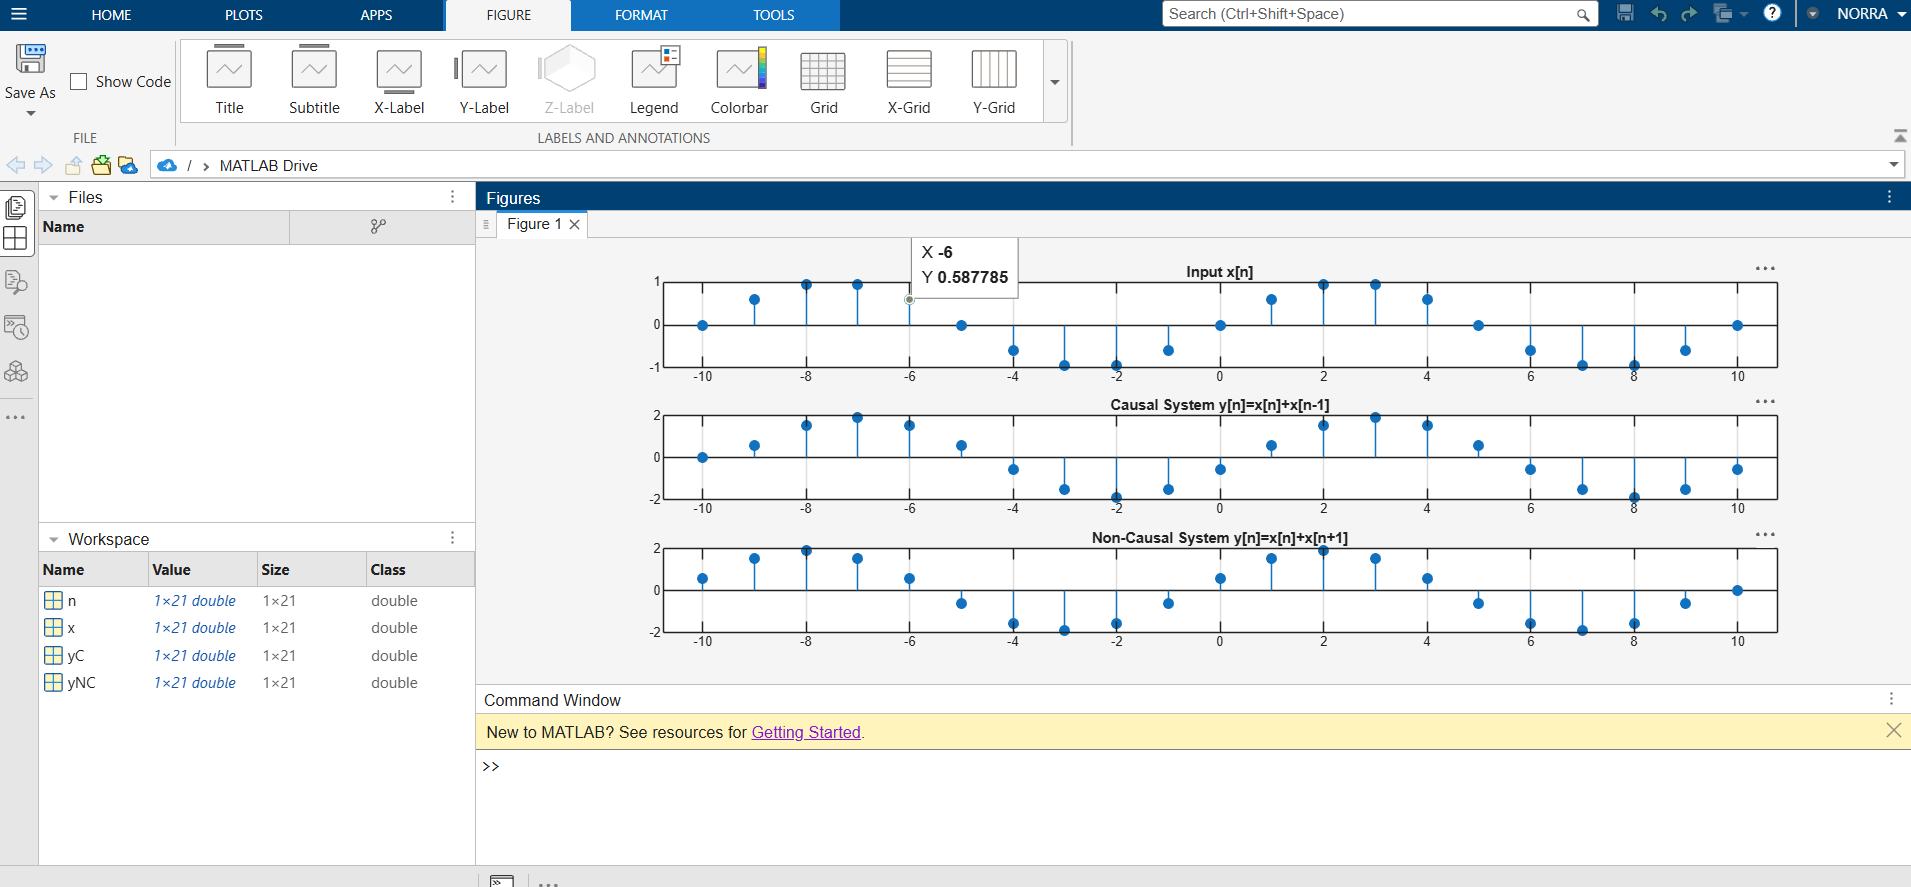 HOME PLOTS APPS FIGURE FORMAT TOOLS Search (Ctrl+Shift+Space) ? NORRA
Save As
Show Code
Title Subtitle X-Label Y-Label Z-Label Legend Colorbar Grid X-Grid Y-Grid
FILE LABELS AND ANNOTATIONS
/ › MATLAB Drive
Files
Name
Workspace
Name Value Size Class
n 1×21 double 1×21 double
x 1×21 double 1×21 double
yC 1×21 double 1×21 double
yNC 1×21 double 1×21 double
Figures
Figure 1
X -6
Y 0.587785
Input x[n]
1
0
-1
-10 -8 -6 -4 -2 0 2 4 6 8 10
Causal System y[n]=x[n]+x[n-1]
2
0
-2
-10 -8 -6 -4 -2 0 2 4 6 8 10
Non-Causal System y[n]=x[n]+x[n+1]
2
0
-2
-10 -8 -6 -4 -2 0 2 4 6 8 10
Command Window
New to MATLAB? See resources for Getting Started.
>>